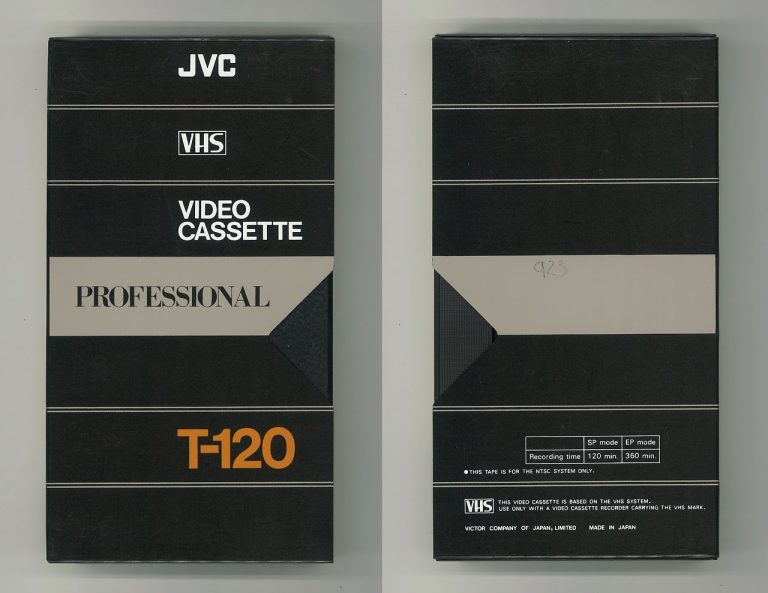 JVC
VHS
VIDEO
CASSETTE
PROFESSIONAL
T-120
923
SP mode EP mode
Recording time 120 min. 360 min.
●THIS TAPE IS FOR THE NTSC SYSTEM ONLY.
VHS THIS VIDEO CASSETTE IS BASED ON THE VHS SYSTEM.
USE ONLY WITH A VIDEO CASSETTE RECORDER CARRYING THE VHS MARK.
VICTOR COMPANY OF JAPAN, LIMITED MADE IN JAPAN